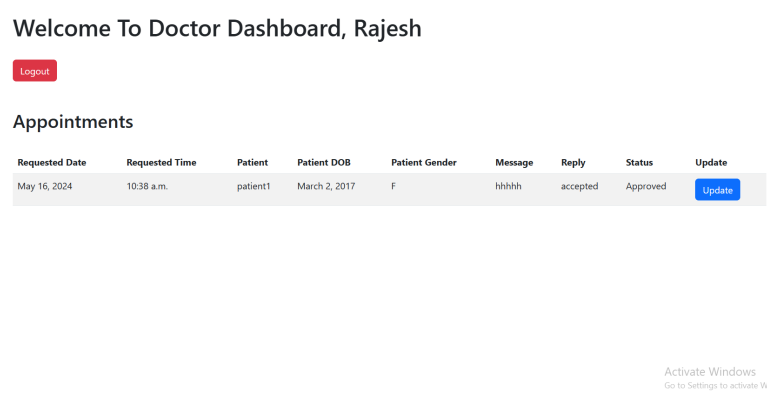 Welcome To Doctor Dashboard, Rajesh
Logout
Appointments
Requested Date Requested Time Patient Patient DOB Patient Gender Message Reply Status Update
May 16, 2024 10:38 a.m. patient1 March 2, 2017 F hhhhh accepted Approved Update
Activate Windows
Go to Settings to activate W